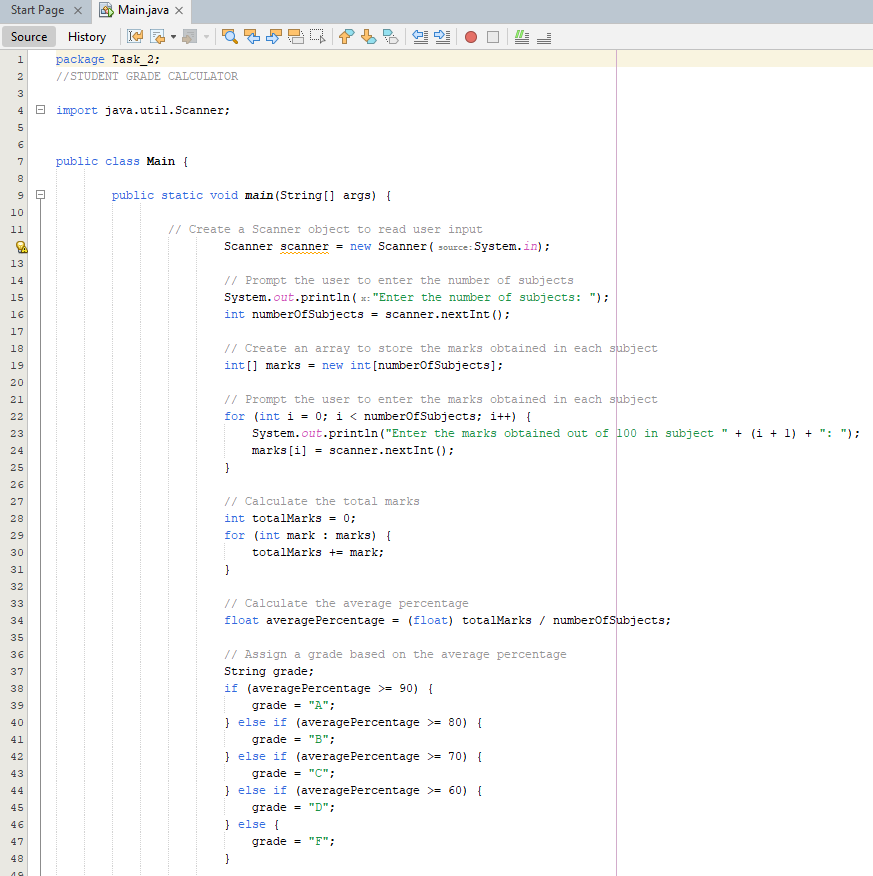 Start Page Main.java
Source History
1 package Task_2;
2 //STUDENT GRADE CALCULATOR
3
4 import java.util.Scanner;
5
6
7 public class Main {
8
9 public static void main(String[] args) {
10
11 // Create a Scanner object to read user input
Scanner scanner = new Scanner( source: System.in);
13
14 // Prompt the user to enter the number of subjects
15 System.out.println( x: "Enter the number of subjects: ");
16 int numberOfSubjects = scanner.nextInt();
17
18 // Create an array to store the marks obtained in each subject
19 int[] marks = new int[numberOfSubjects];
20
21 // Prompt the user to enter the marks obtained in each subject
22 for (int i = 0; i < numberOfSubjects; i++) {
23 System.out.println("Enter the marks obtained out of 100 in subject " + (i + 1) + ": ");
24 marks[i] = scanner.nextInt();
25 }
26
27 // Calculate the total marks
28 int totalMarks = 0;
29 for (int mark : marks) {
30 totalMarks += mark;
31 }
32
33 // Calculate the average percentage
34 float averagePercentage = (float) totalMarks / numberOfSubjects;
35
36 // Assign a grade based on the average percentage
37 String grade;
38 if (averagePercentage >= 90) {
39 grade = "A";
40 } else if (averagePercentage >= 80) {
41 grade = "B";
42 } else if (averagePercentage >= 70) {
43 grade = "C";
44 } else if (averagePercentage >= 60) {
45 grade = "D";
46 } else {
47 grade = "F";
48 }
49